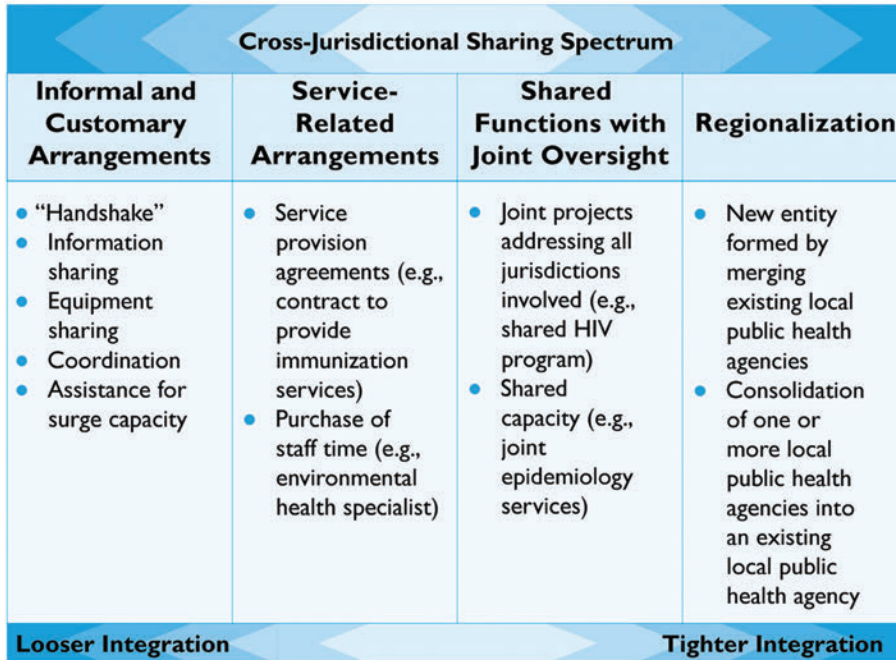 Cross-Jurisdictional Sharing Spectrum
Informal and
Customary
Arrangements
Service-
Related
Arrangements
Shared
Functions with
Joint Oversight
Regionalization
• “Handshake”
• Information
sharing
• Equipment
sharing
• Coordination
• Assistance for
surge capacity
• Service
provision
agreements (e.g.,
contract to
provide
immunization
services)
• Purchase of
staff time (e.g.,
environmental
health specialist)
• Joint projects
addressing all
jurisdictions
involved (e.g.,
shared HIV
program)
• Shared
capacity (e.g.,
joint
epidemiology
services)
• New entity
formed by
merging
existing local
public health
agencies
• Consolidation
of one or
more local
public health
agencies into
an existing
local public
health agency
Looser Integration
Tighter Integration